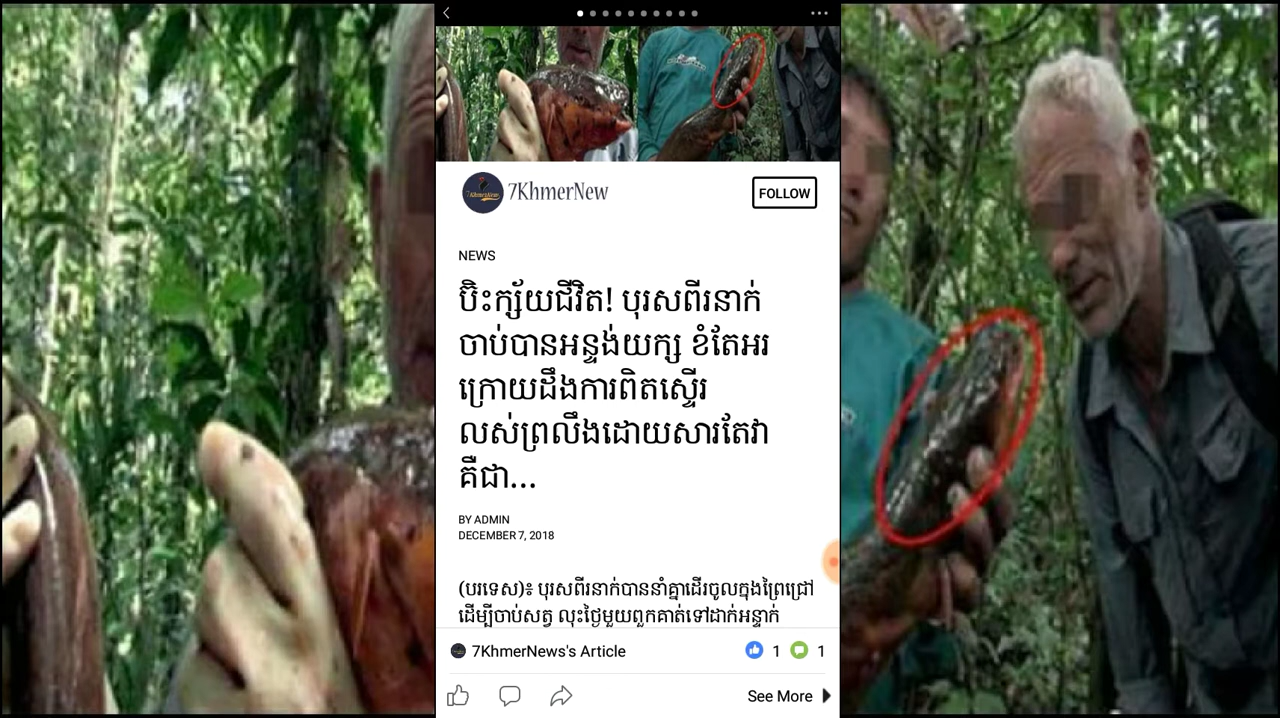 7KhmerNew
FOLLOW
NEWS
ប៊ិះក្ស័យជីវិត! បុរសពីរនាក់
ចាប់បានអន្ទង់យក្ស ខំតែអរ
ក្រោយដឹងការពិតស្ទើរ
លស់ព្រលឹងដោយសារតែវា
គឺជា...
BY ADMIN
DECEMBER 7, 2018
(បរទេស)៖ បុរសពីរនាក់បាននាំគ្នាដើរចូលក្នុងព្រៃជ្រៅ
ដើម្បីចាប់សត្វ លុះថ្ងៃមួយពួកគាត់ទៅដាក់អន្ទាក់
7KhmerNews's Article
1
1
See More